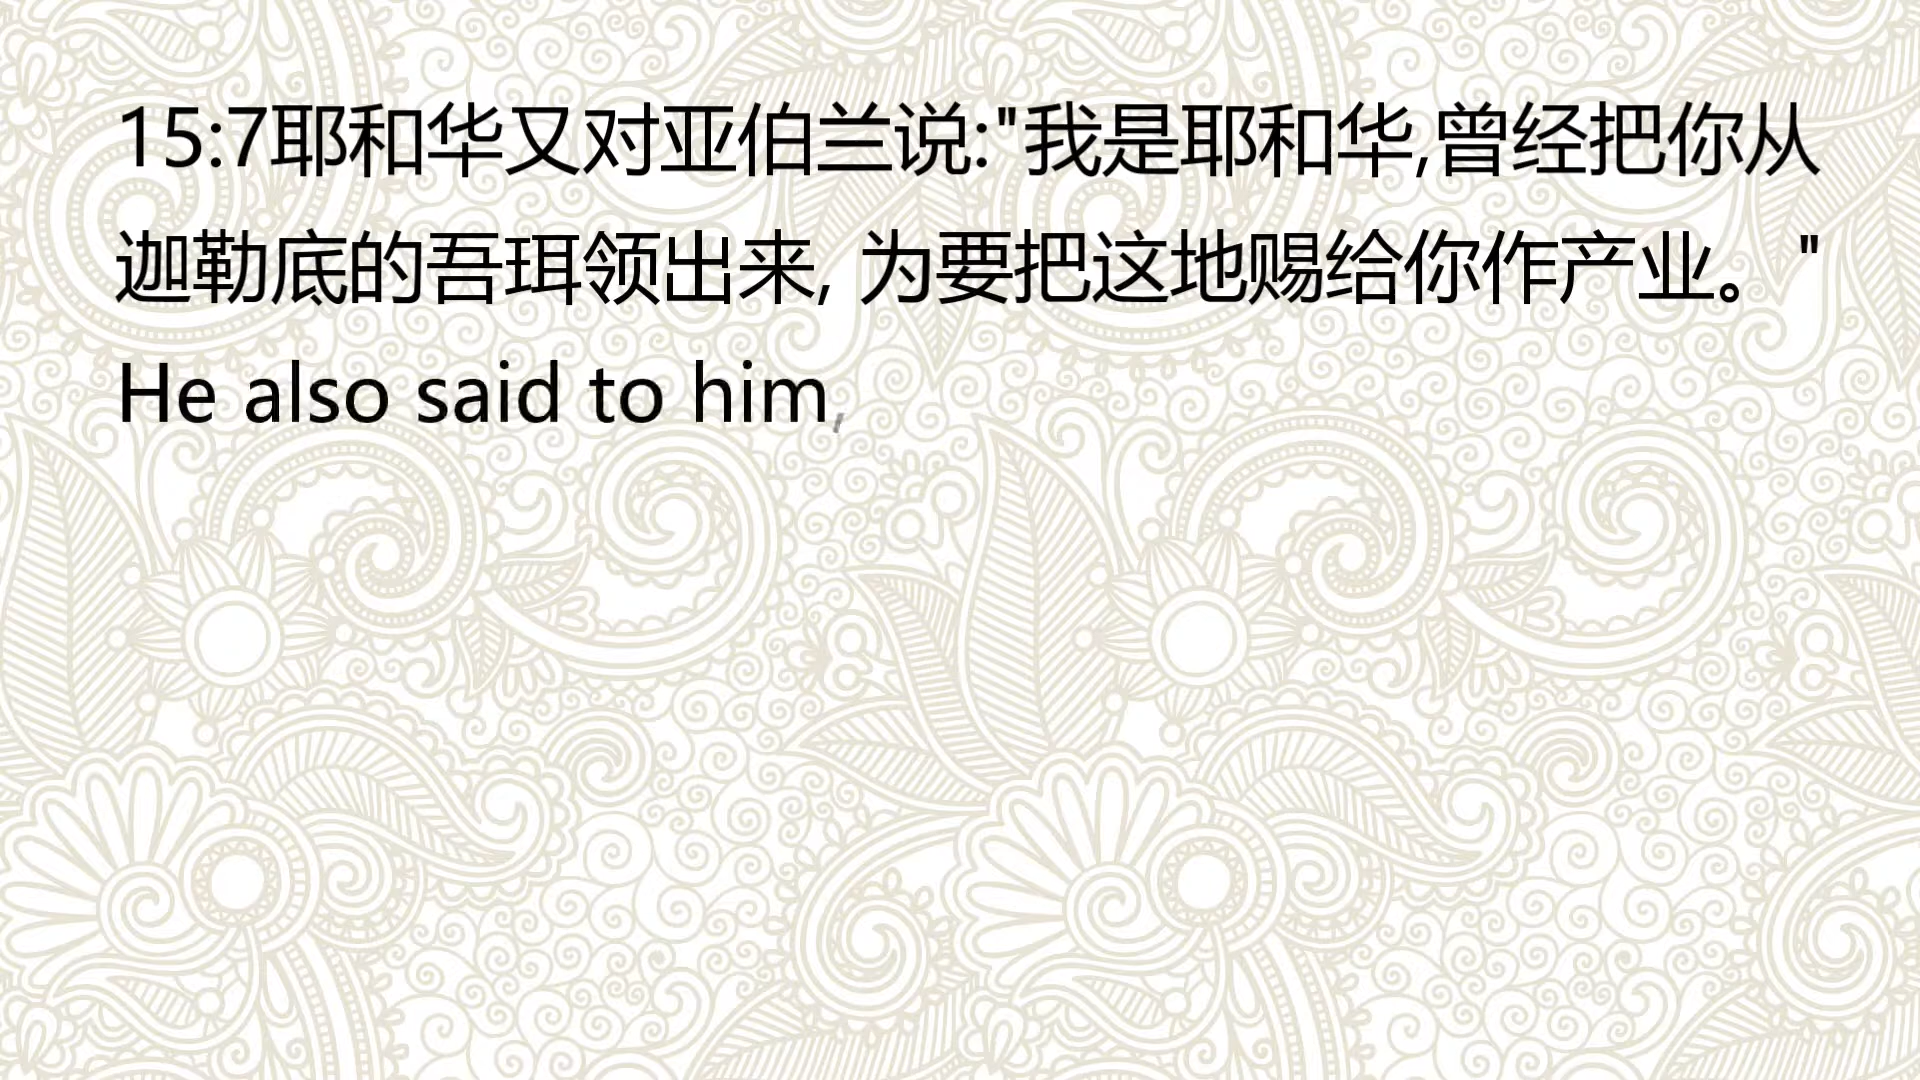 15:7耶和华又对亚伯兰说:"我是耶和华,曾经把你从
迦勒底的吾珥领出来, 为要把这地赐给你作产业。"
He also said to him,